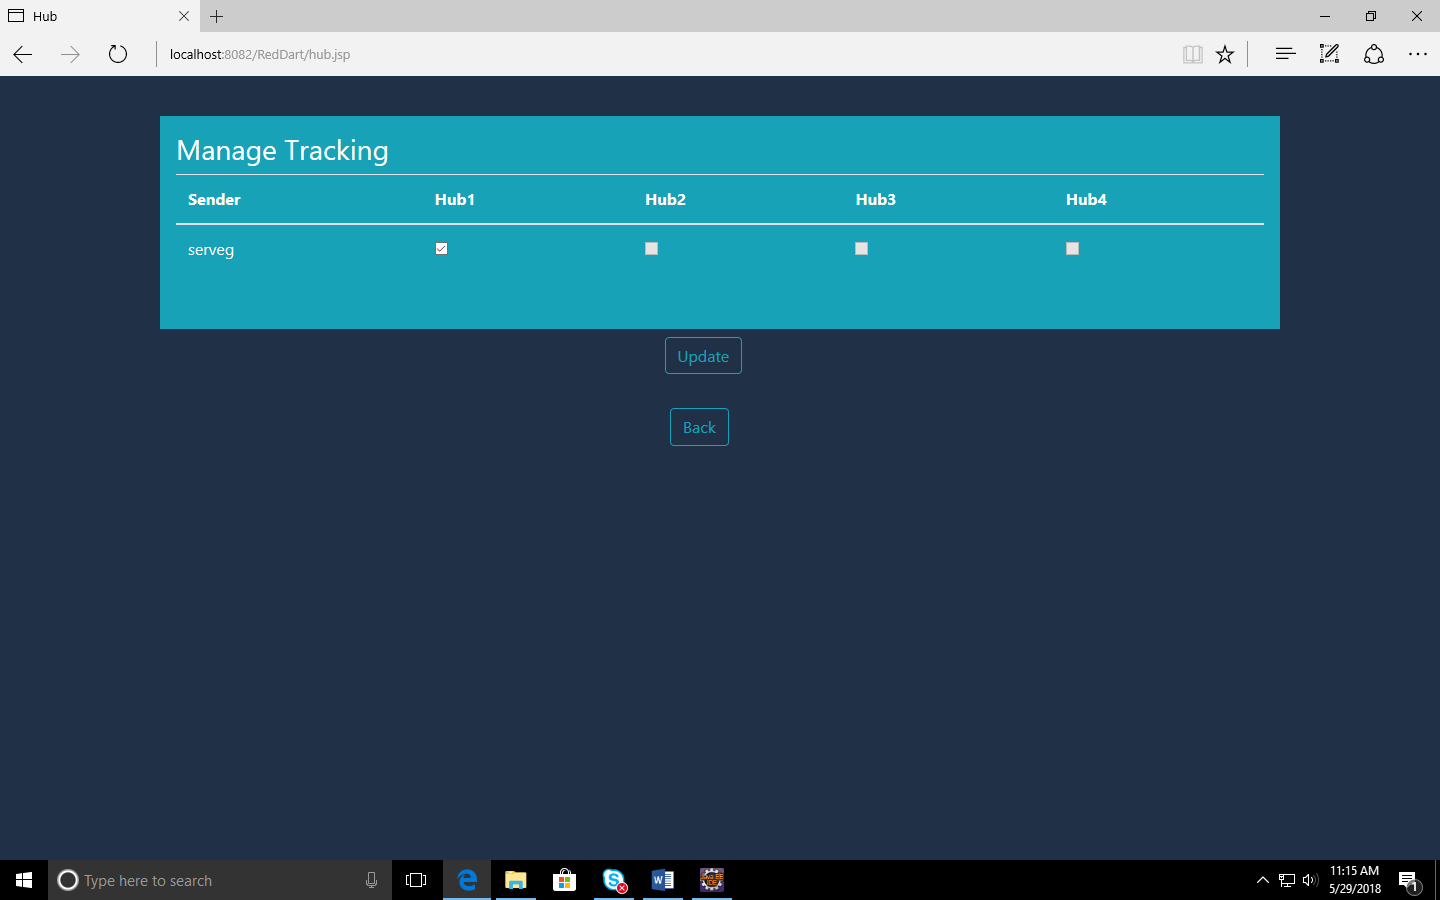 Hub
localhost:8082/RedDart/hub.jsp
Manage Tracking
Sender Hub1 Hub2 Hub3 Hub4
serveg
Update
Back
Type here to search
11:15 AM
5/29/2018
1